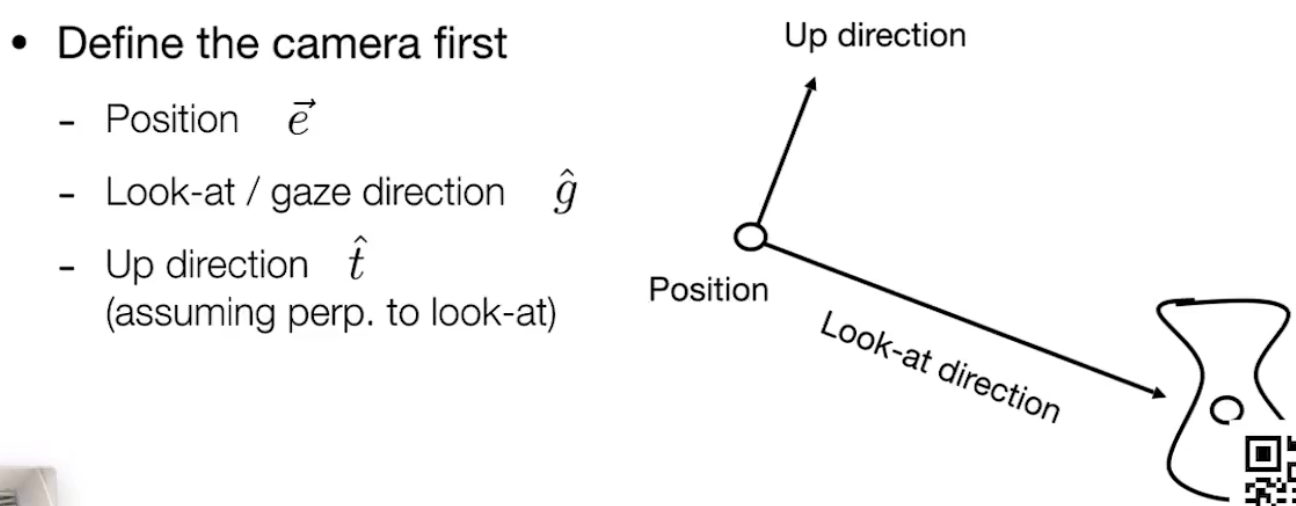 • Define the camera first
- Position $\vec{e}$
- Look-at / gaze direction $\hat{g}$
- Up direction $\hat{t}$
(assuming perp. to look-at)
Up direction
Position
Look-at direction